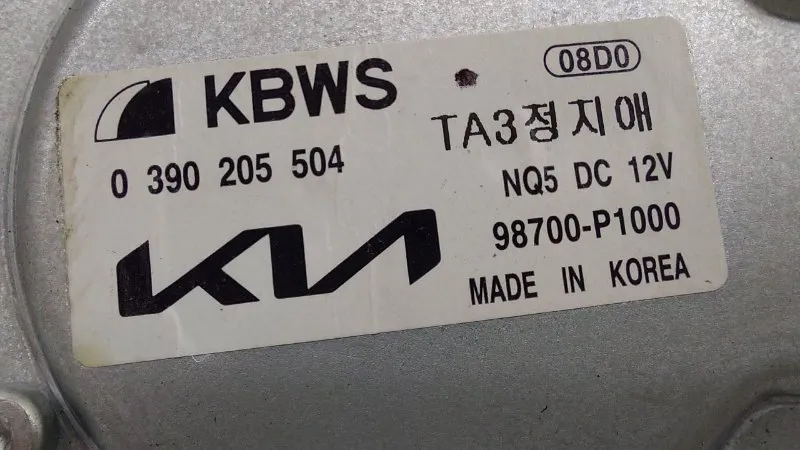 KBWS
08D0
0 390 205 504
TA3정지애
NQ5 DC 12V
KIA
98700-P1000
MADE IN KOREA